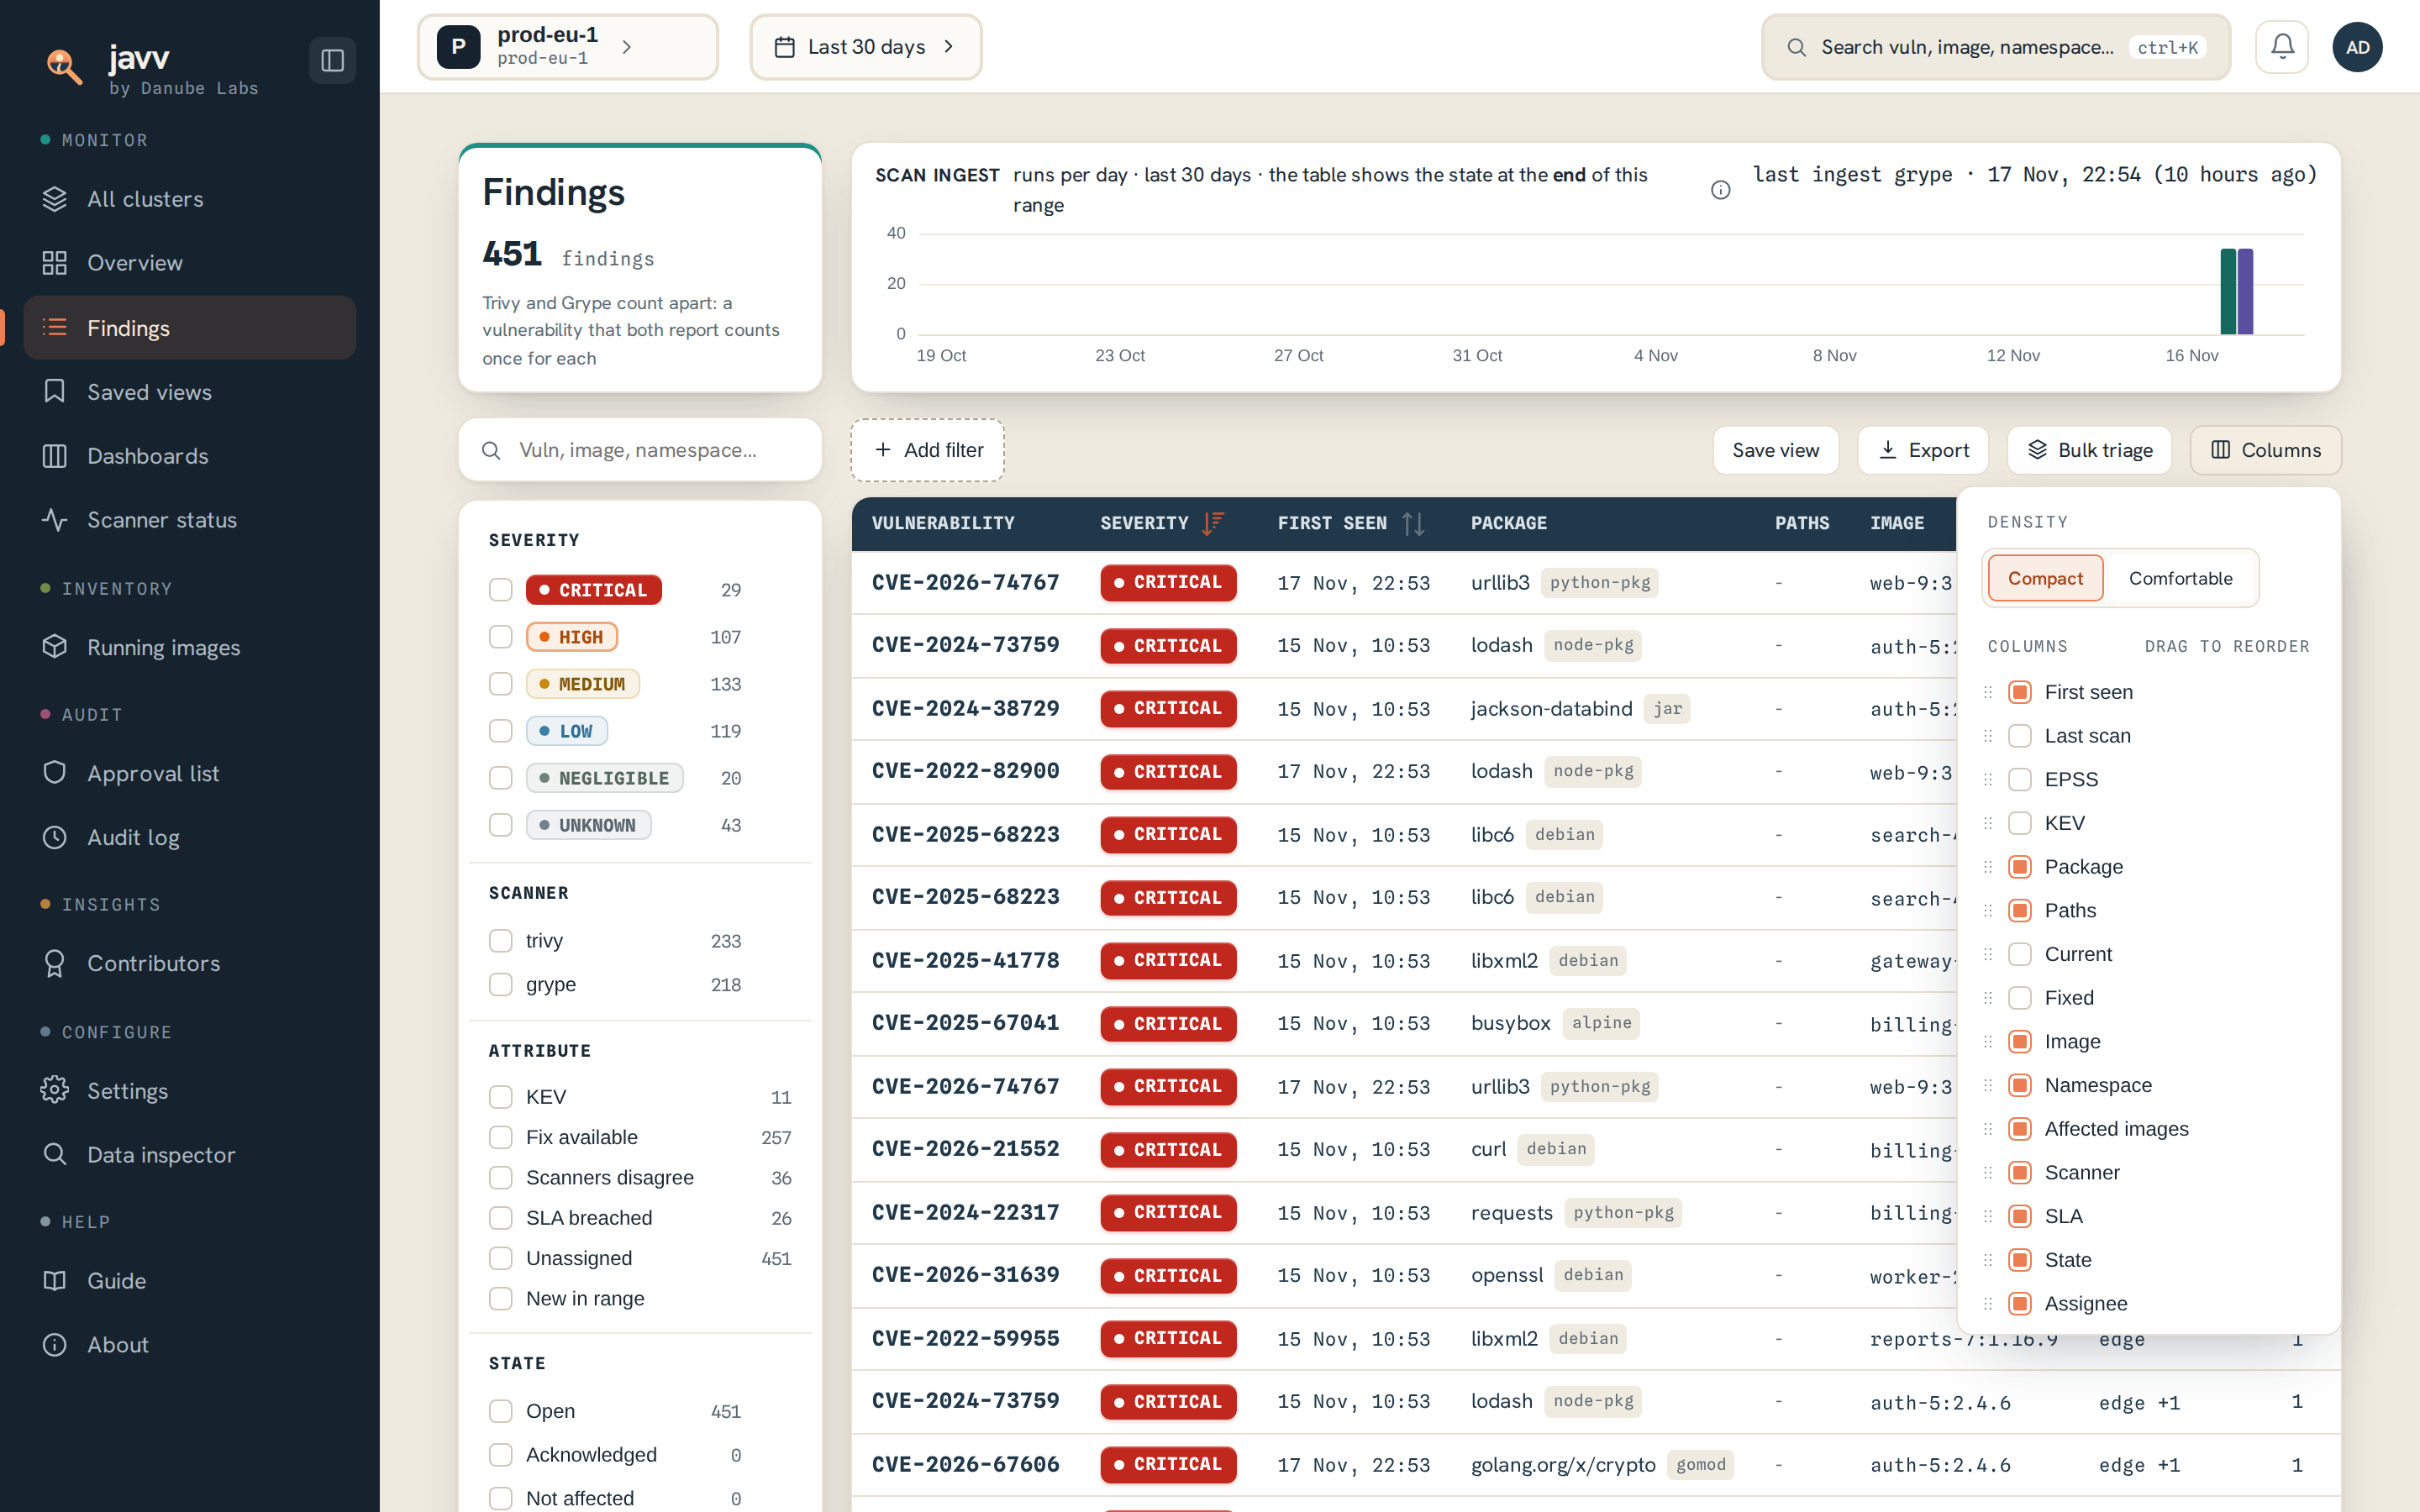 javv
by Danube Labs
MONITOR
All clusters
Overview
Findings
Saved views
Dashboards
Scanner status
INVENTORY
Running images
AUDIT
Approval list
Audit log
INSIGHTS
Contributors
CONFIGURE
Settings
Data inspector
HELP
Guide
About
P
prod-eu-1
prod-eu-1
Last 30 days
Search vuln, image, namespace... ctrl+K
AD
Findings
451 findings
Trivy and Grype count apart: a
vulnerability that both report counts
once for each
SCAN INGEST runs per day · last 30 days · the table shows the state at the end of this
range
last ingest grype · 17 Nov, 22:54 (10 hours ago)
40
20
0
19 Oct 23 Oct 27 Oct 31 Oct 4 Nov 8 Nov 12 Nov 16 Nov
Vuln, image, namespace...
Add filter
Save view
Export
Bulk triage
Columns
SEVERITY
CRITICAL 29
HIGH 107
MEDIUM 133
LOW 119
NEGLIGIBLE 20
UNKNOWN 43
SCANNER
trivy 233
grype 218
ATTRIBUTE
KEV 11
Fix available 257
Scanners disagree 36
SLA breached 26
Unassigned 451
New in range
STATE
Open 451
Acknowledged 0
Not affected 0
VULNERABILITY SEVERITY FIRST SEEN PACKAGE PATHS IMAGE
CVE-2026-74767 CRITICAL 17 Nov, 22:53 urllib3 python-pkg - web-9:3
CVE-2024-73759 CRITICAL 15 Nov, 10:53 lodash node-pkg - auth-5:
CVE-2024-38729 CRITICAL 15 Nov, 10:53 jackson-databind jar - auth-5:
CVE-2022-82900 CRITICAL 17 Nov, 22:53 lodash node-pkg - web-9:3
CVE-2025-68223 CRITICAL 15 Nov, 10:53 libc6 debian - search-
CVE-2025-68223 CRITICAL 15 Nov, 10:53 libc6 debian - search-
CVE-2025-41778 CRITICAL 15 Nov, 10:53 libxml2 debian - gateway-
CVE-2025-67041 CRITICAL 15 Nov, 10:53 busybox alpine - billing-
CVE-2026-74767 CRITICAL 17 Nov, 22:53 urllib3 python-pkg - web-9:3
CVE-2026-21552 CRITICAL 15 Nov, 10:53 curl debian - billing-
CVE-2024-22317 CRITICAL 15 Nov, 10:53 requests python-pkg - billing-
CVE-2026-31639 CRITICAL 15 Nov, 10:53 openssl debian - worker-
CVE-2022-59955 CRITICAL 15 Nov, 10:53 libxml2 debian - reports-7:1.16.9 edge 1
CVE-2024-73759 CRITICAL 15 Nov, 10:53 lodash node-pkg - auth-5:2.4.6 edge +1 1
CVE-2026-67606 CRITICAL 17 Nov, 22:53 golang.org/x/crypto gomod - auth-5:2.4.6 edge +1 1
DENSITY
Compact Comfortable
COLUMNS DRAG TO REORDER
First seen
Last scan
EPSS
KEV
Package
Paths
Current
Fixed
Image
Namespace
Affected images
Scanner
SLA
State
Assignee